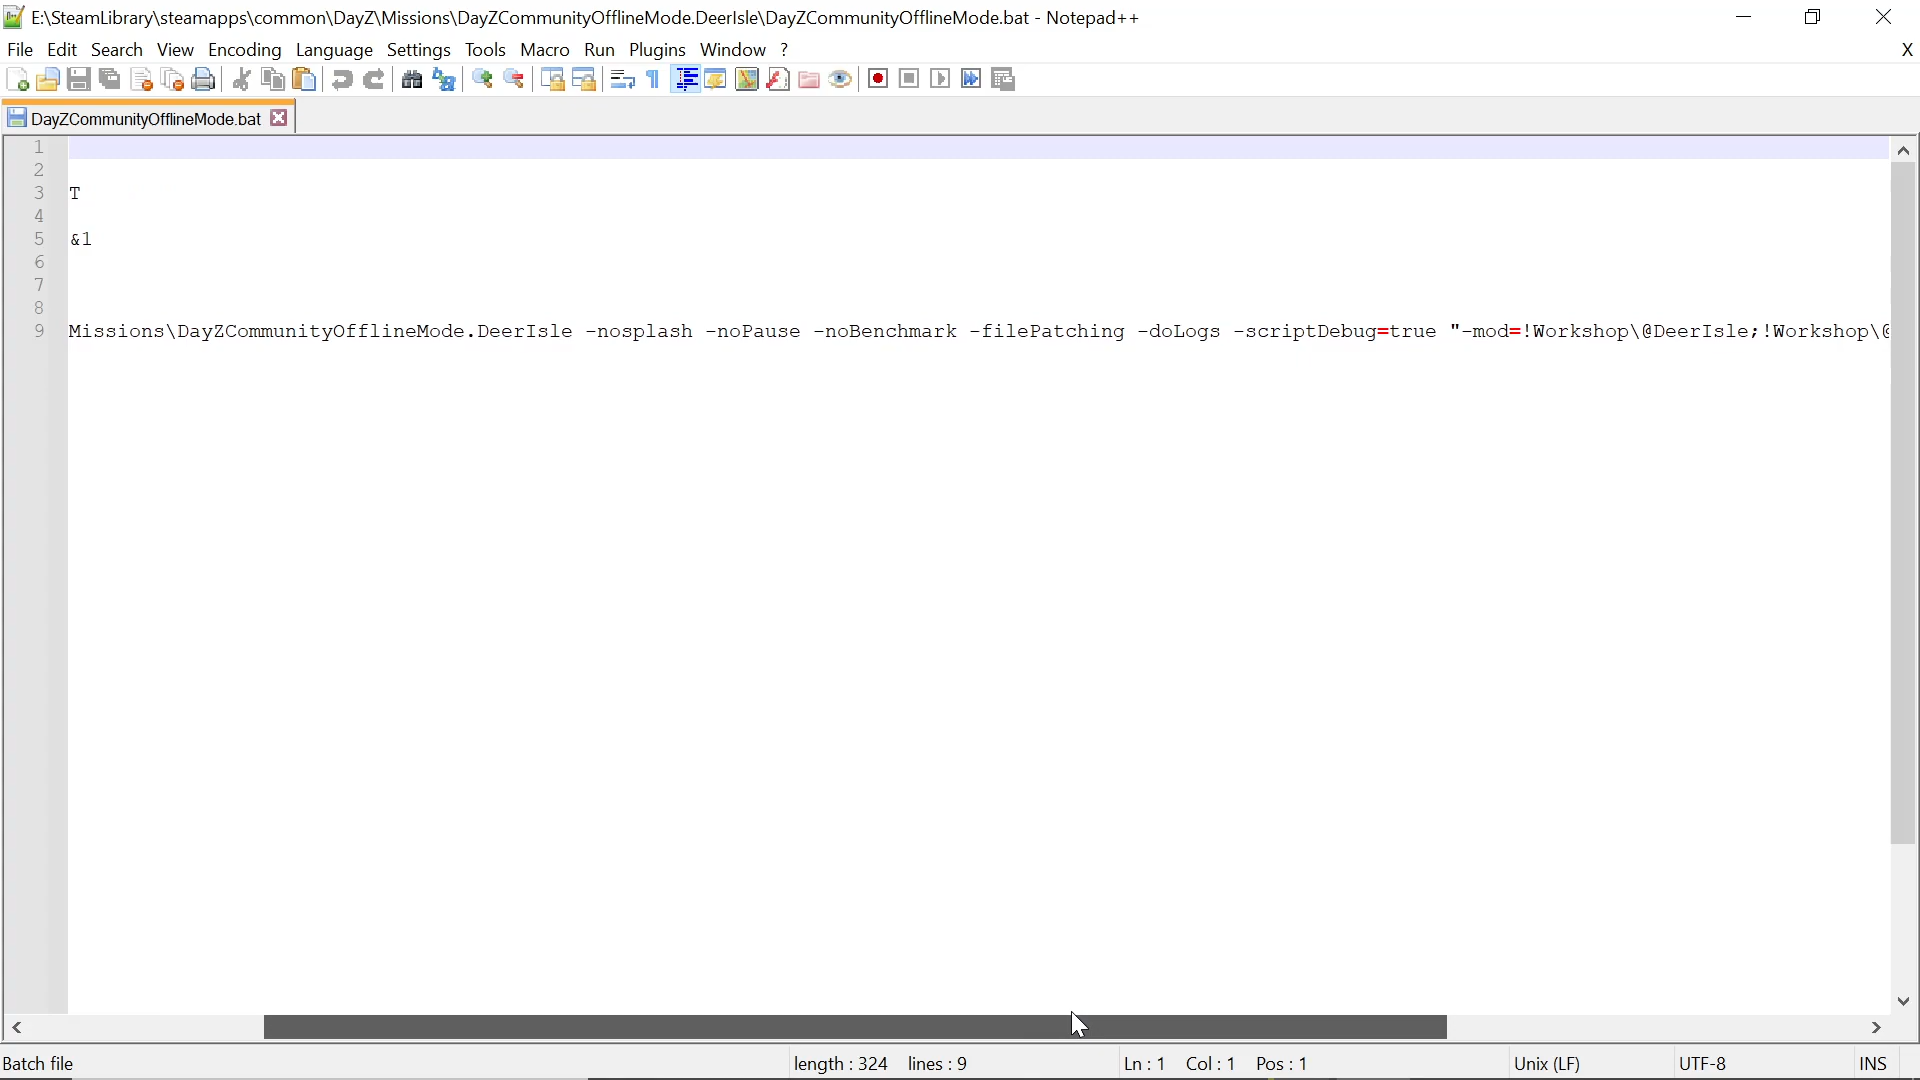 E:\SteamLibrary\steamapps\common\DayZ\Missions\DayZCommunityOfflineMode.DeerIsle\DayZCommunityOfflineMode.bat - Notepad++
File Edit Search View Encoding Language Settings Tools Macro Run Plugins Window ? X
DayZCommunityOfflineMode.bat
1
2
3 T
4
5 &1
6
7
8
9 Missions\DayZCommunityOfflineMode.DeerIsle -nosplash -noPause -noBenchmark -filePatching -doLogs -scriptDebug=true "-mod=!Workshop\@DeerIsle;!Workshop\@
Batch file length : 324 lines : 9 Ln : 1 Col : 1 Pos : 1 Unix (LF) UTF-8 INS